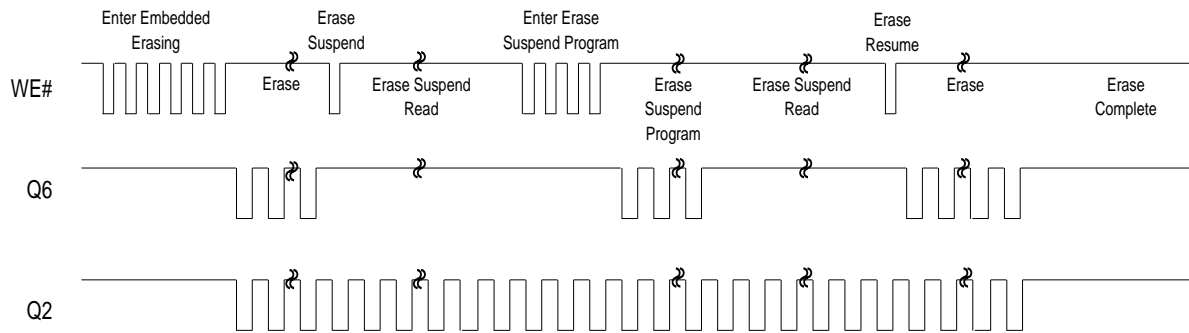 Enter Embedded
Erasing
Erase
Suspend
Enter Erase
Suspend Program
Erase
Resume
WE#
Erase
Erase Suspend
Read
Erase
Suspend
Program
Erase Suspend
Read
Erase
Erase
Complete
Q6
Q2